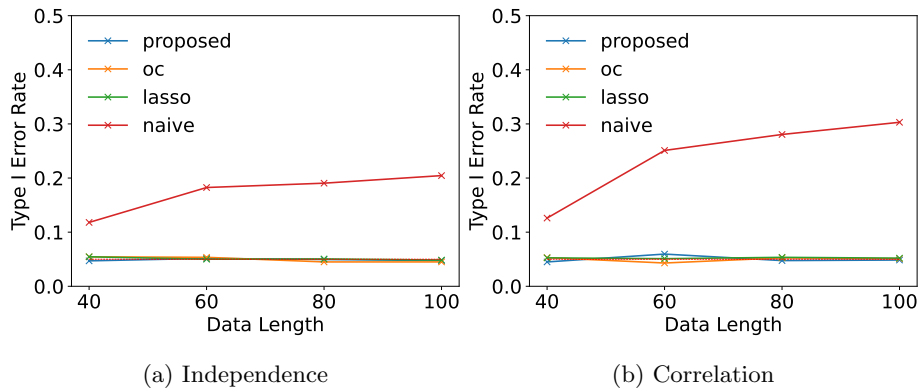 0.5
0.4
0.3
0.2
0.1
0.0
Type I Error Rate
proposed
oc
lasso
naive
40 60 80 100
Data Length
(a) Independence
0.5
0.4
0.3
0.2
0.1
0.0
Type I Error Rate
proposed
oc
lasso
naive
40 60 80 100
Data Length
(b) Correlation